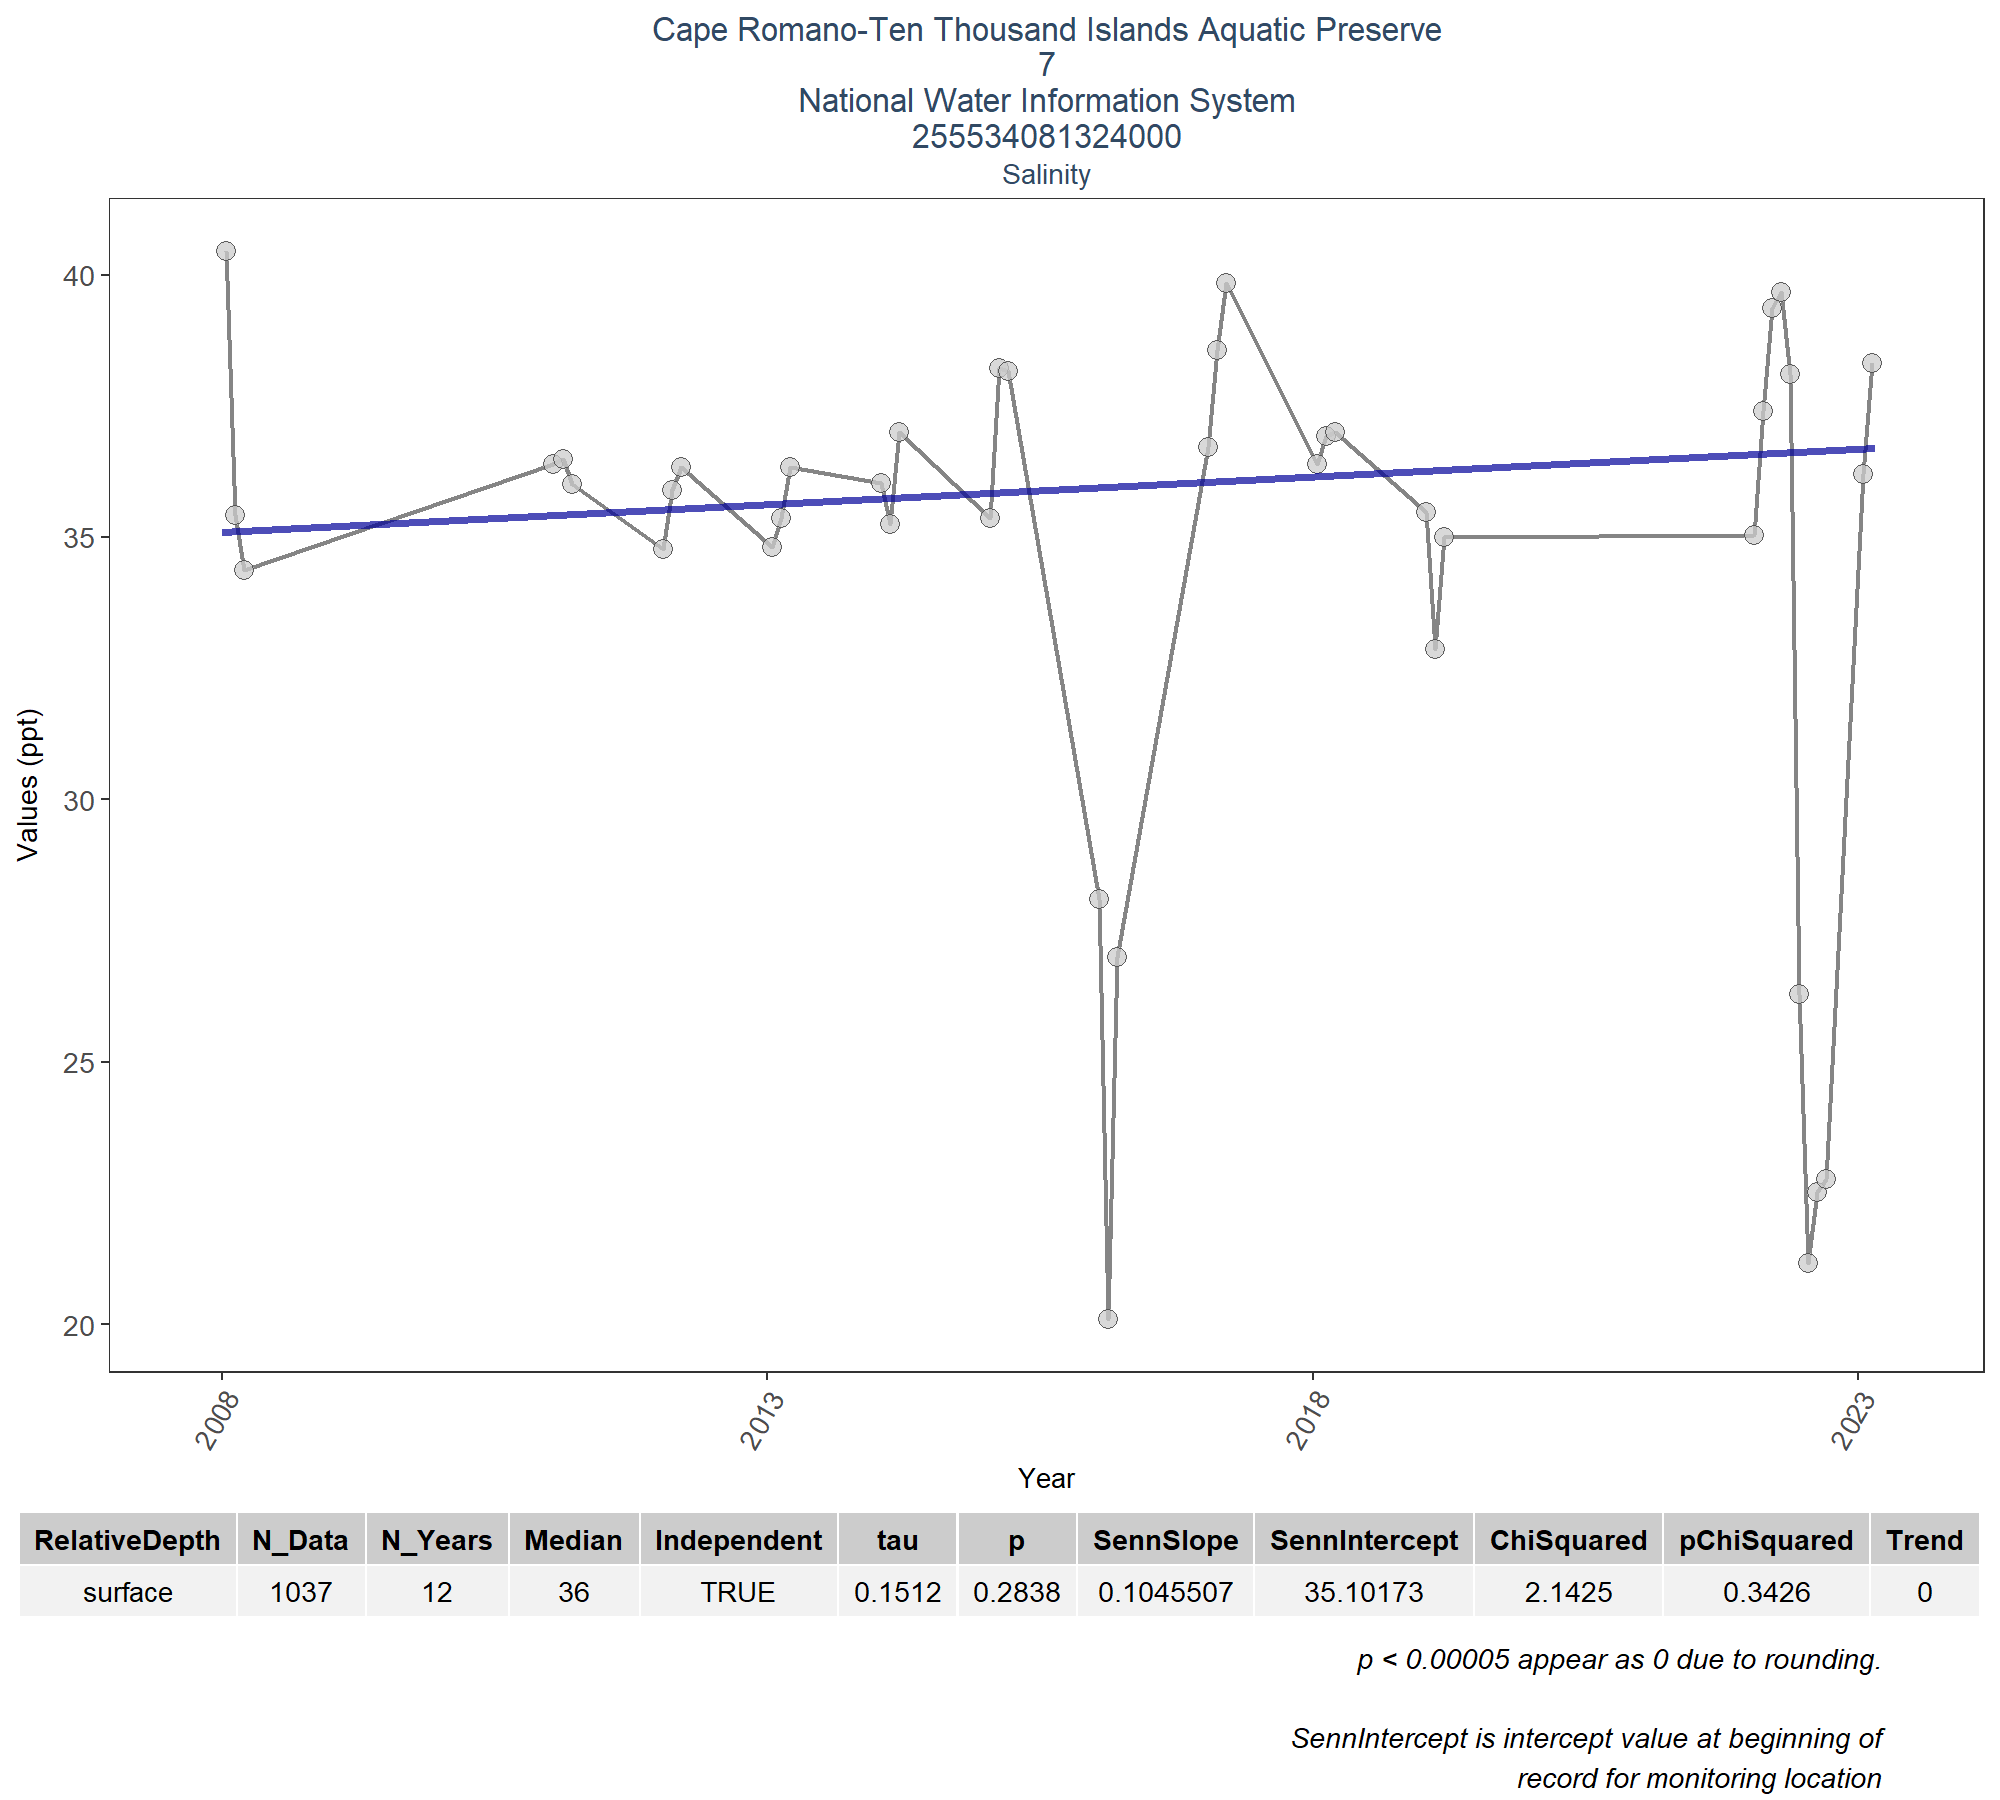 Cape Romano-Ten Thousand Islands Aquatic Preserve
7
National Water Information System
255534081324000
Salinity
40
35
30
25
20
Values (ppt)
2008
2013
2018
2023
Year
RelativeDepth N_Data N_Years Median Independent tau p SennSlope SennIntercept ChiSquared pChiSquared Trend
surface 1037 12 36 TRUE 0.1512 0.2838 0.1045507 35.10173 2.1425 0.3426 0
p < 0.00005 appear as 0 due to rounding.
SennIntercept is intercept value at beginning of
record for monitoring location